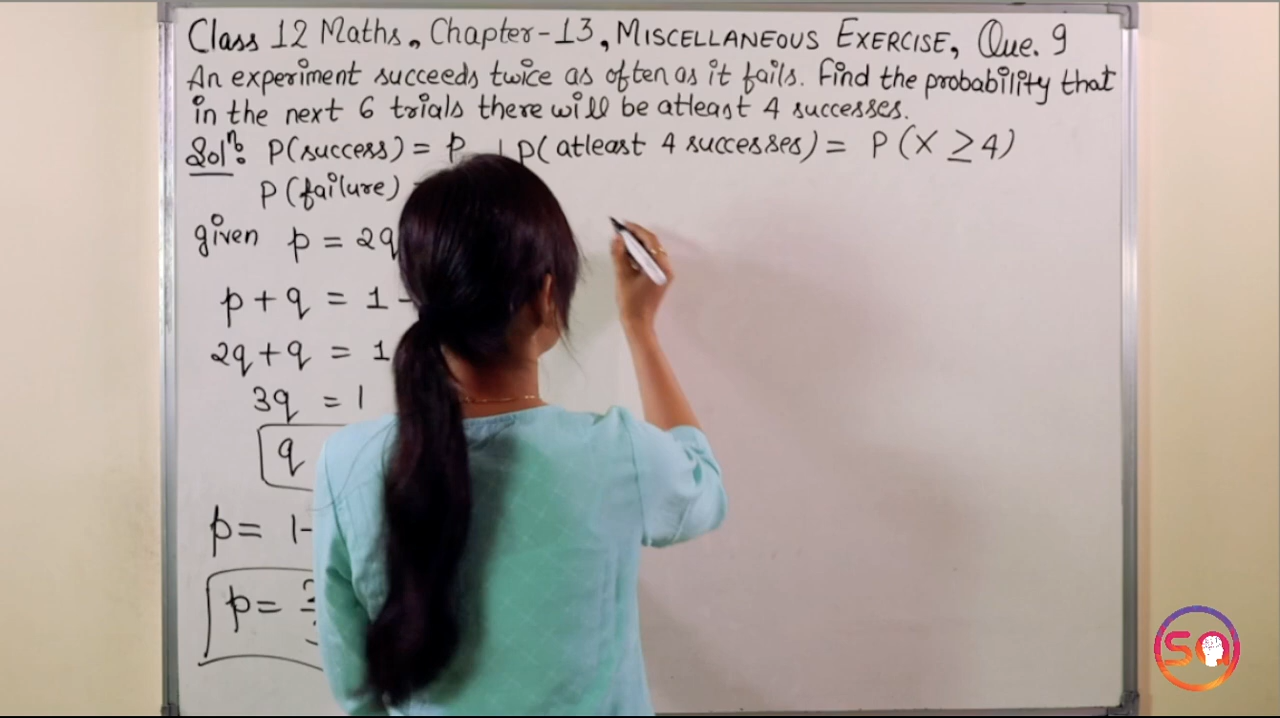 Class 12 Maths, Chapter-13, MISCELLANEOUS EXERCISE, Que. 9
An experiment succeeds twice as often as it fails. Find the probability that
in the next 6 trials there will be atleast 4 successes.
Solⁿ: P(success) = p P(atleast 4 successes) = P(X ≥ 4)
P(failure)
given p = 2q
p + q = 1 -
2q + q = 1
3q = 1
q
p = 1-
p =
SQ